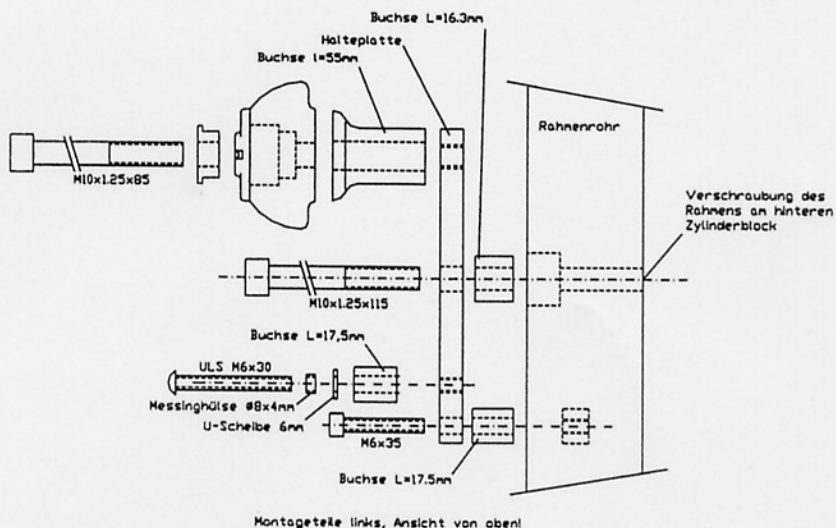 Buchse L=16.3mm
Halteplatte
Buchse l=55mm
Rahmenrohr
M10x1.25x85
Verschraubung des
Rahmens am hinteren
Zylinderblock
M10x1.25x115
Buchse L=17,5mm
ULS M6x30
Messinghülse ø8x4mm
U-Scheibe 6mm
M6x35
Buchse L=17.5mm
Montageteile links, Ansicht von oben!